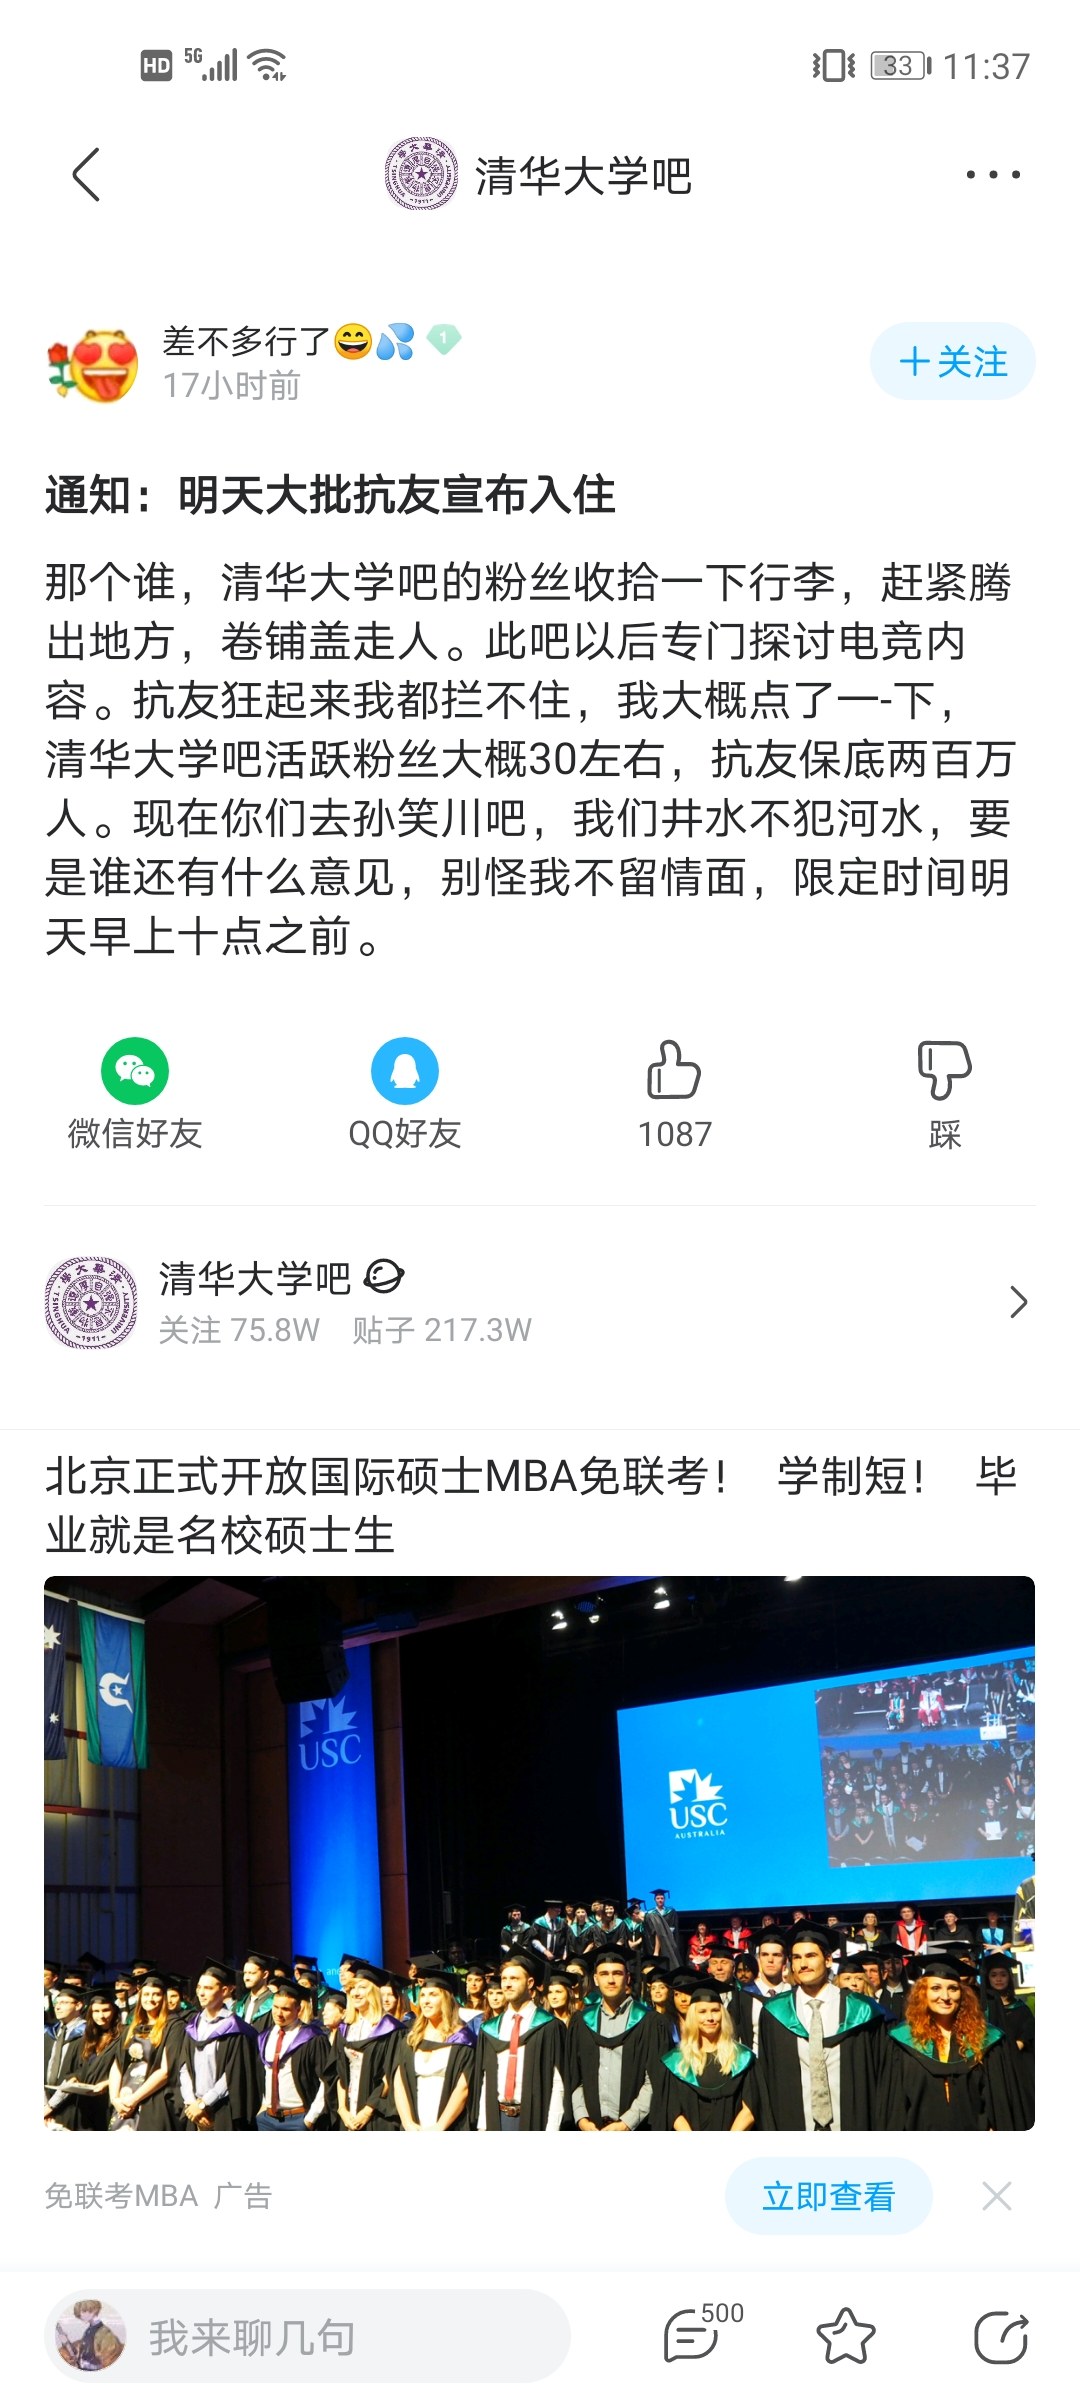 HD 5G 33 11:37
清华大学吧
差不多行了😄💦 1
17小时前
＋关注
通知：明天大批抗友宣布入住
那个谁，清华大学吧的粉丝收拾一下行李，赶紧腾
出地方，卷铺盖走人。此吧以后专门探讨电竞内
容。抗友狂起来我都拦不住，我大概点了一-下，
清华大学吧活跃粉丝大概30左右，抗友保底两百万
人。现在你们去孙笑川吧，我们井水不犯河水，要
是谁还有什么意见，别怪我不留情面，限定时间明
天早上十点之前。
微信好友 QQ好友 1087 踩
清华大学吧
关注 75.8W 贴子 217.3W
北京正式开放国际硕士MBA免联考！ 学制短！ 毕
业就是名校硕士生
USC
USC
AUSTRALIA
免联考MBA 广告
立即查看
我来聊几句
500